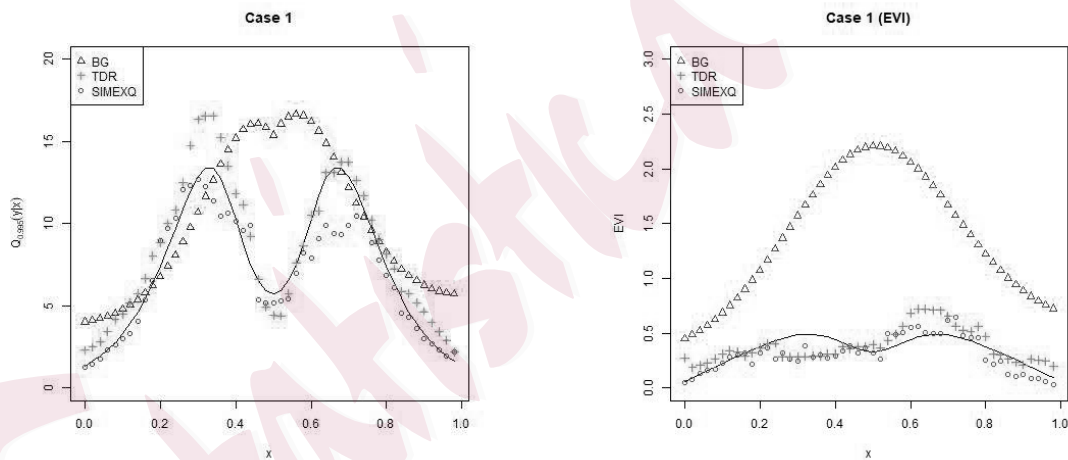 Case 1
Q0.995(y|x)
20
15
10
5
0
△ BG
+ TDR
○ SIMEXQ
0.0 0.2 0.4 0.6 0.8 1.0
x
Case 1 (EVI)
EVI
3.0
2.5
2.0
1.5
1.0
0.5
0.0
△ BG
+ TDR
○ SIMEXQ
0.0 0.2 0.4 0.6 0.8 1.0
x